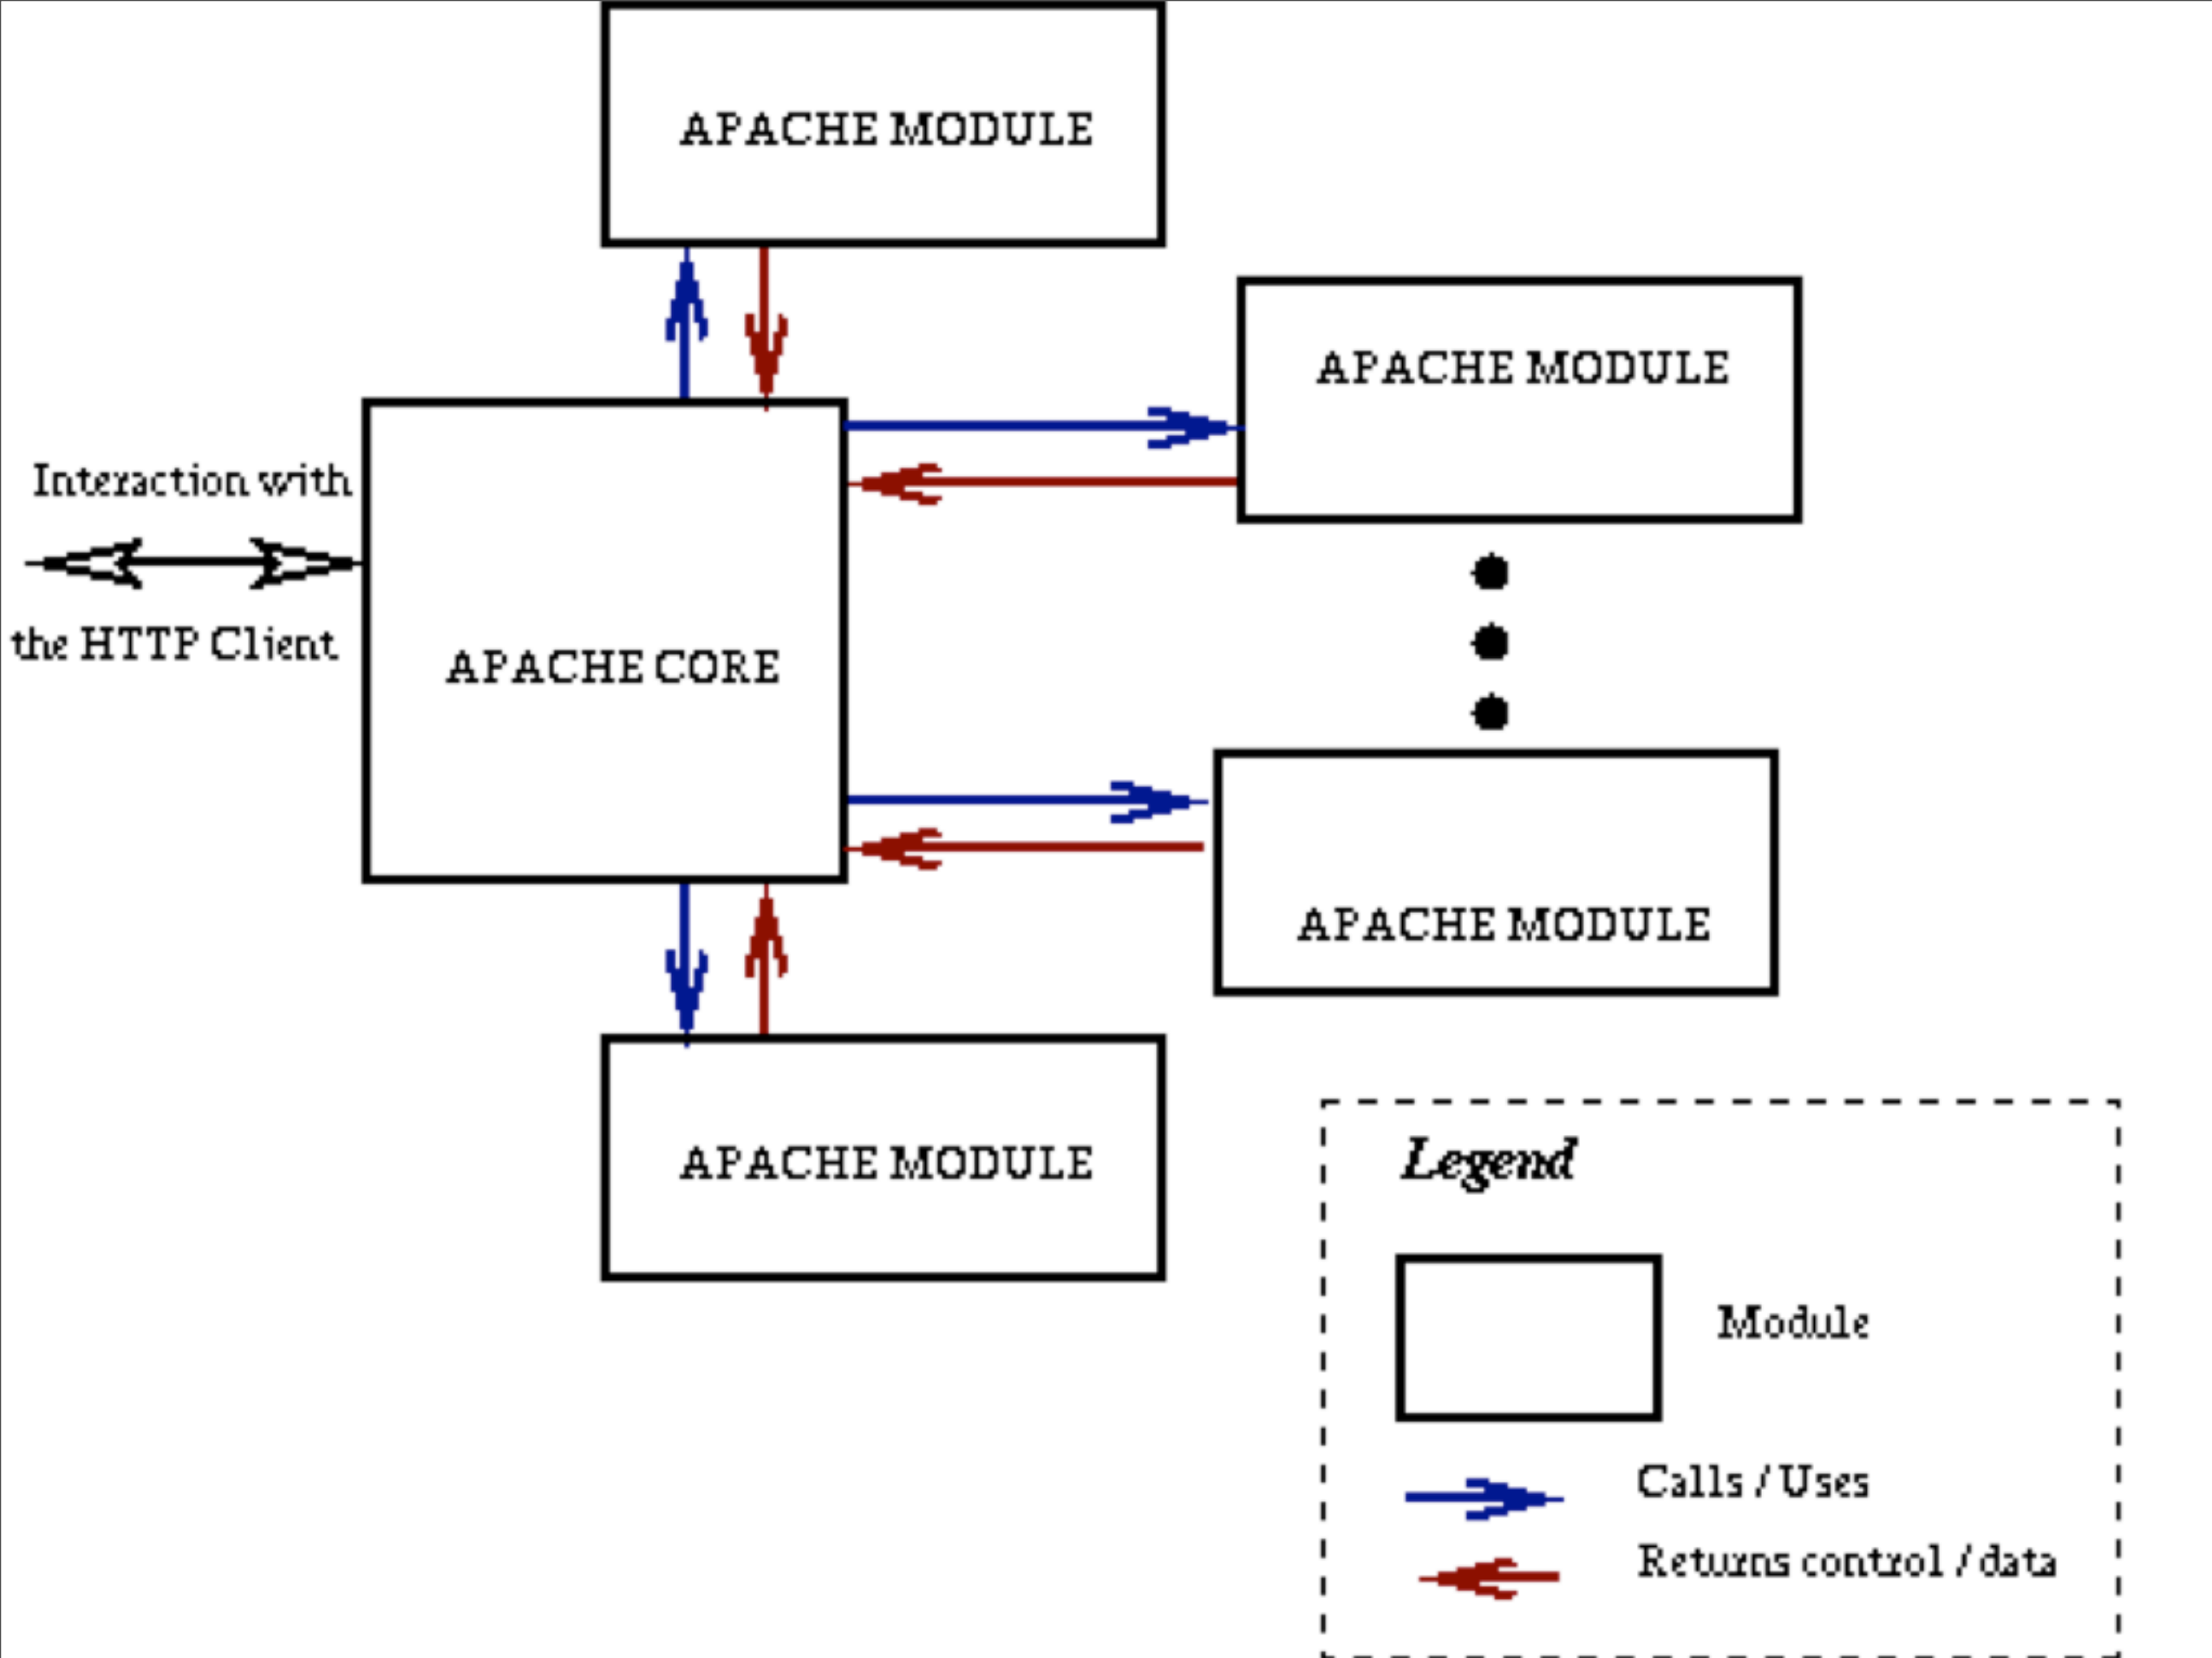 APACHE MODULE
APACHE MODULE
Interaction with
the HTTP Client
APACHE CORE
APACHE MODULE
APACHE MODULE
Legend
Module
Calls / Uses
Returns control / data